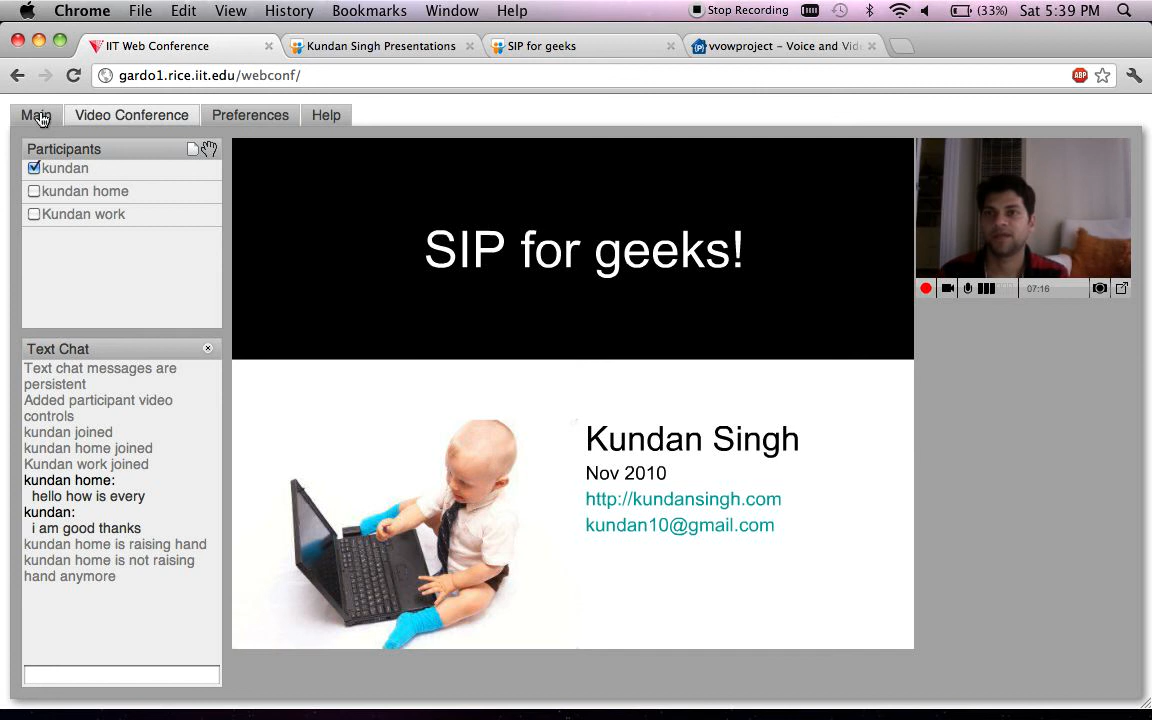 Chrome File Edit View History Bookmarks Window Help Stop Recording (33%) Sat 5:39 PM
IIT Web Conference Kundan Singh Presentations SIP for geeks vvowproject - Voice and Vid
gardo1.rice.iit.edu/webconf/ ABP
Main Video Conference Preferences Help
Participants
kundan
kundan home
Kundan work
Text Chat
Text chat messages are
persistent
Added participant video
controls
kundan joined
kundan home joined
Kundan work joined
kundan home:
hello how is every
kundan:
i am good thanks
kundan home is raising hand
kundan home is not raising
hand anymore
SIP for geeks!
Kundan Singh
Nov 2010
http://kundansingh.com
kundan10@gmail.com
07:16